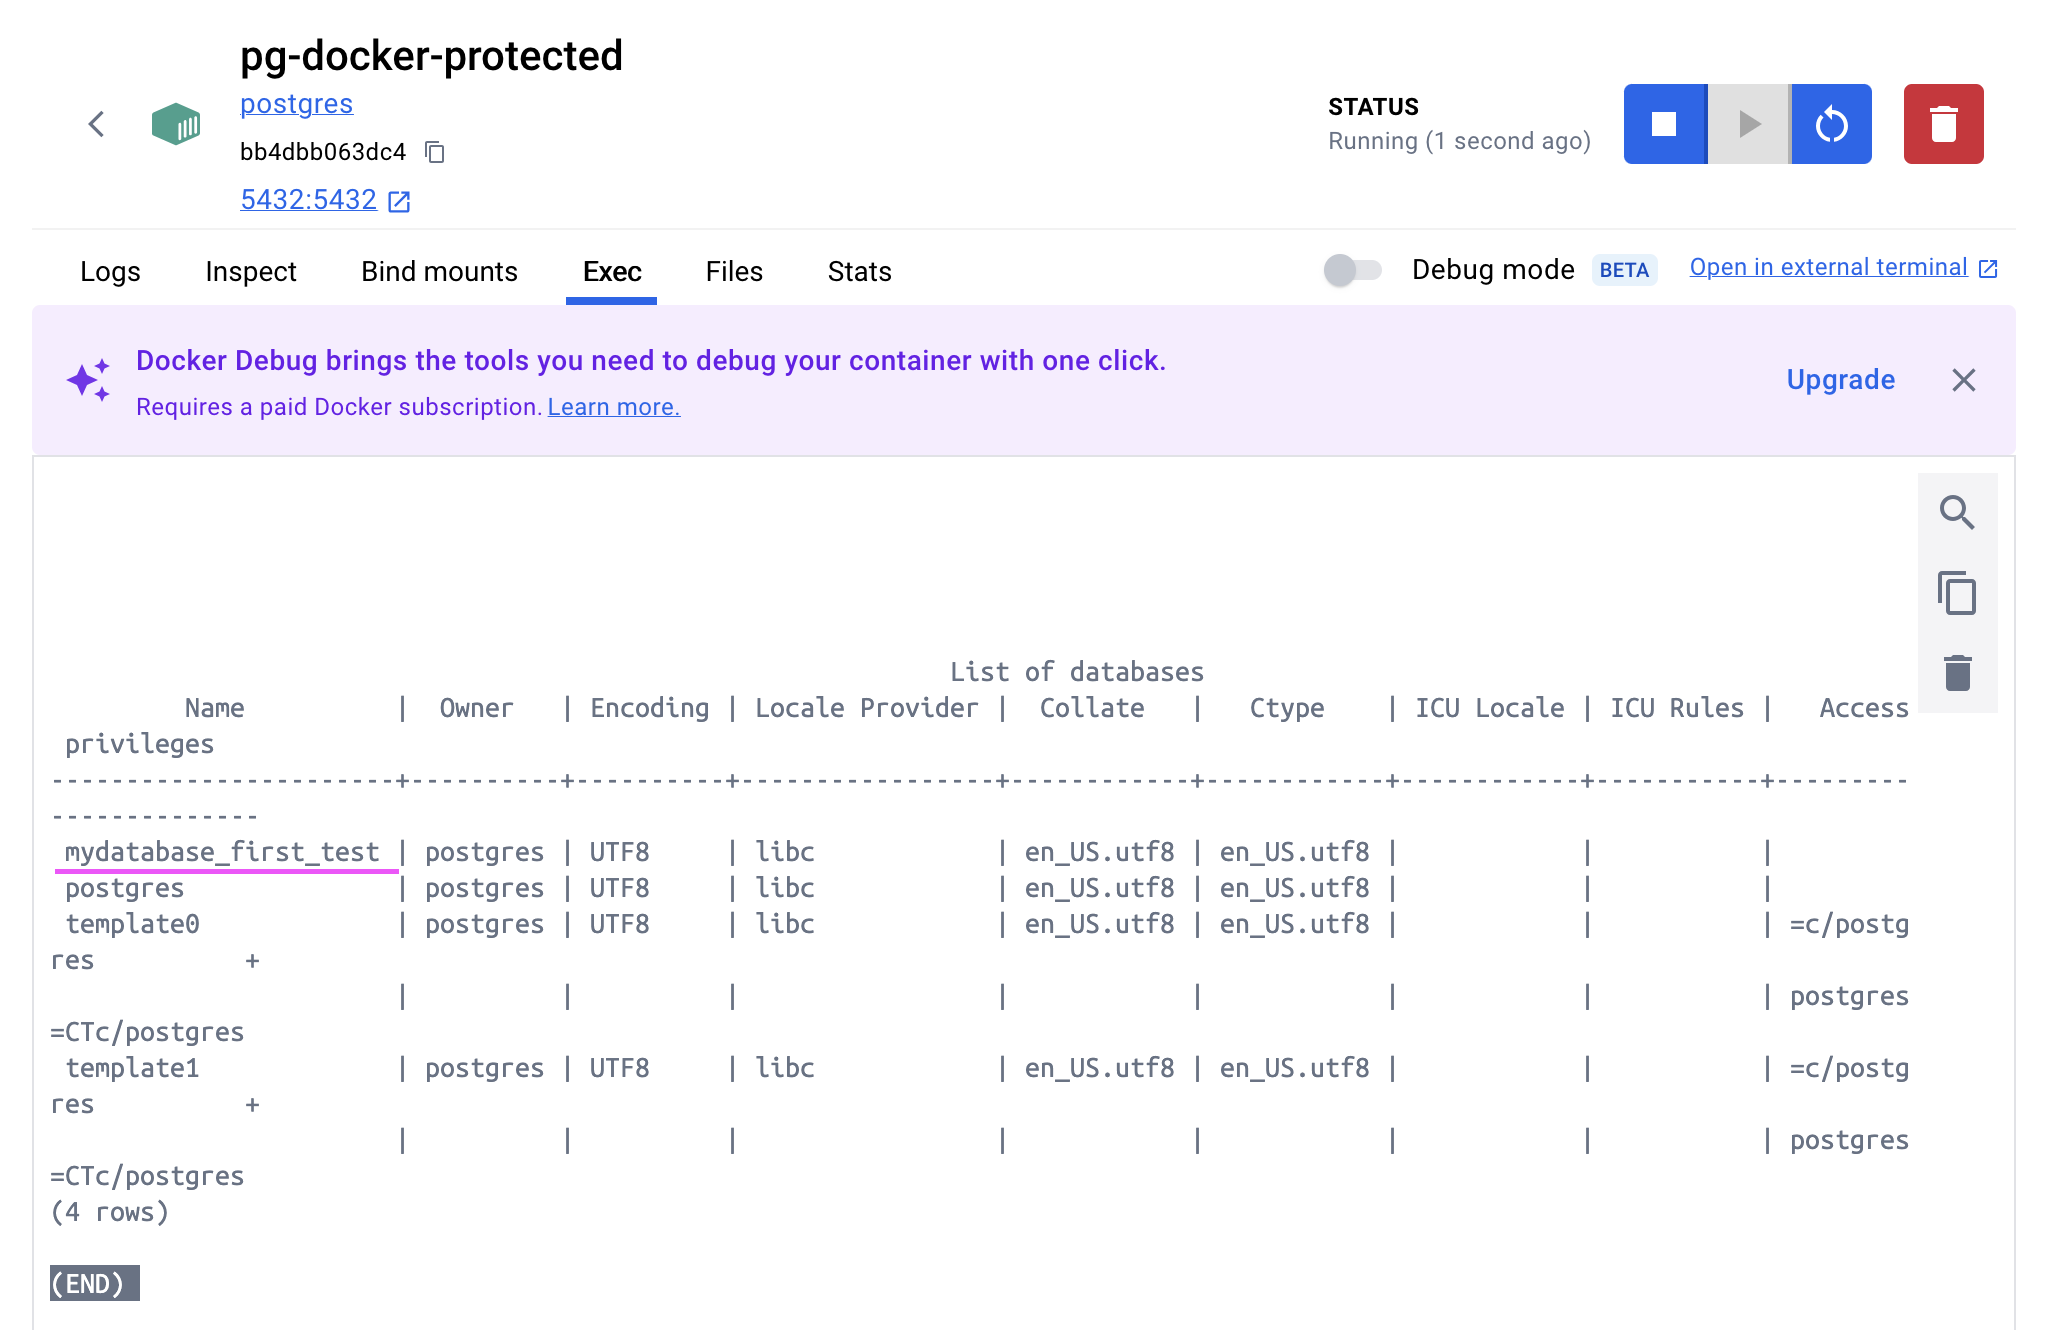 pg-docker-protected
postgres
bb4dbb063dc4
5432:5432
STATUS
Running (1 second ago)
Logs Inspect Bind mounts Exec Files Stats Debug mode BETA Open in external terminal
Docker Debug brings the tools you need to debug your container with one click.
Requires a paid Docker subscription. Learn more.
Upgrade
                                                            List of databases
         Name          |  Owner   | Encoding | Locale Provider |  Collate   |   Ctype    | ICU Locale | ICU Rules |   Access
 privileges
-----------------------+----------+----------+-----------------+------------+------------+------------+-----------+---------
--------------
 mydatabase_first_test | postgres | UTF8     | libc            | en_US.utf8 | en_US.utf8 |            |           |
 postgres              | postgres | UTF8     | libc            | en_US.utf8 | en_US.utf8 |            |           |
 template0             | postgres | UTF8     | libc            | en_US.utf8 | en_US.utf8 |            |           | =c/postg
res          +
                       |          |          |                 |            |            |            |           | postgres
=CTc/postgres
 template1             | postgres | UTF8     | libc            | en_US.utf8 | en_US.utf8 |            |           | =c/postg
res          +
                       |          |          |                 |            |            |            |           | postgres
=CTc/postgres
(4 rows)
(END)